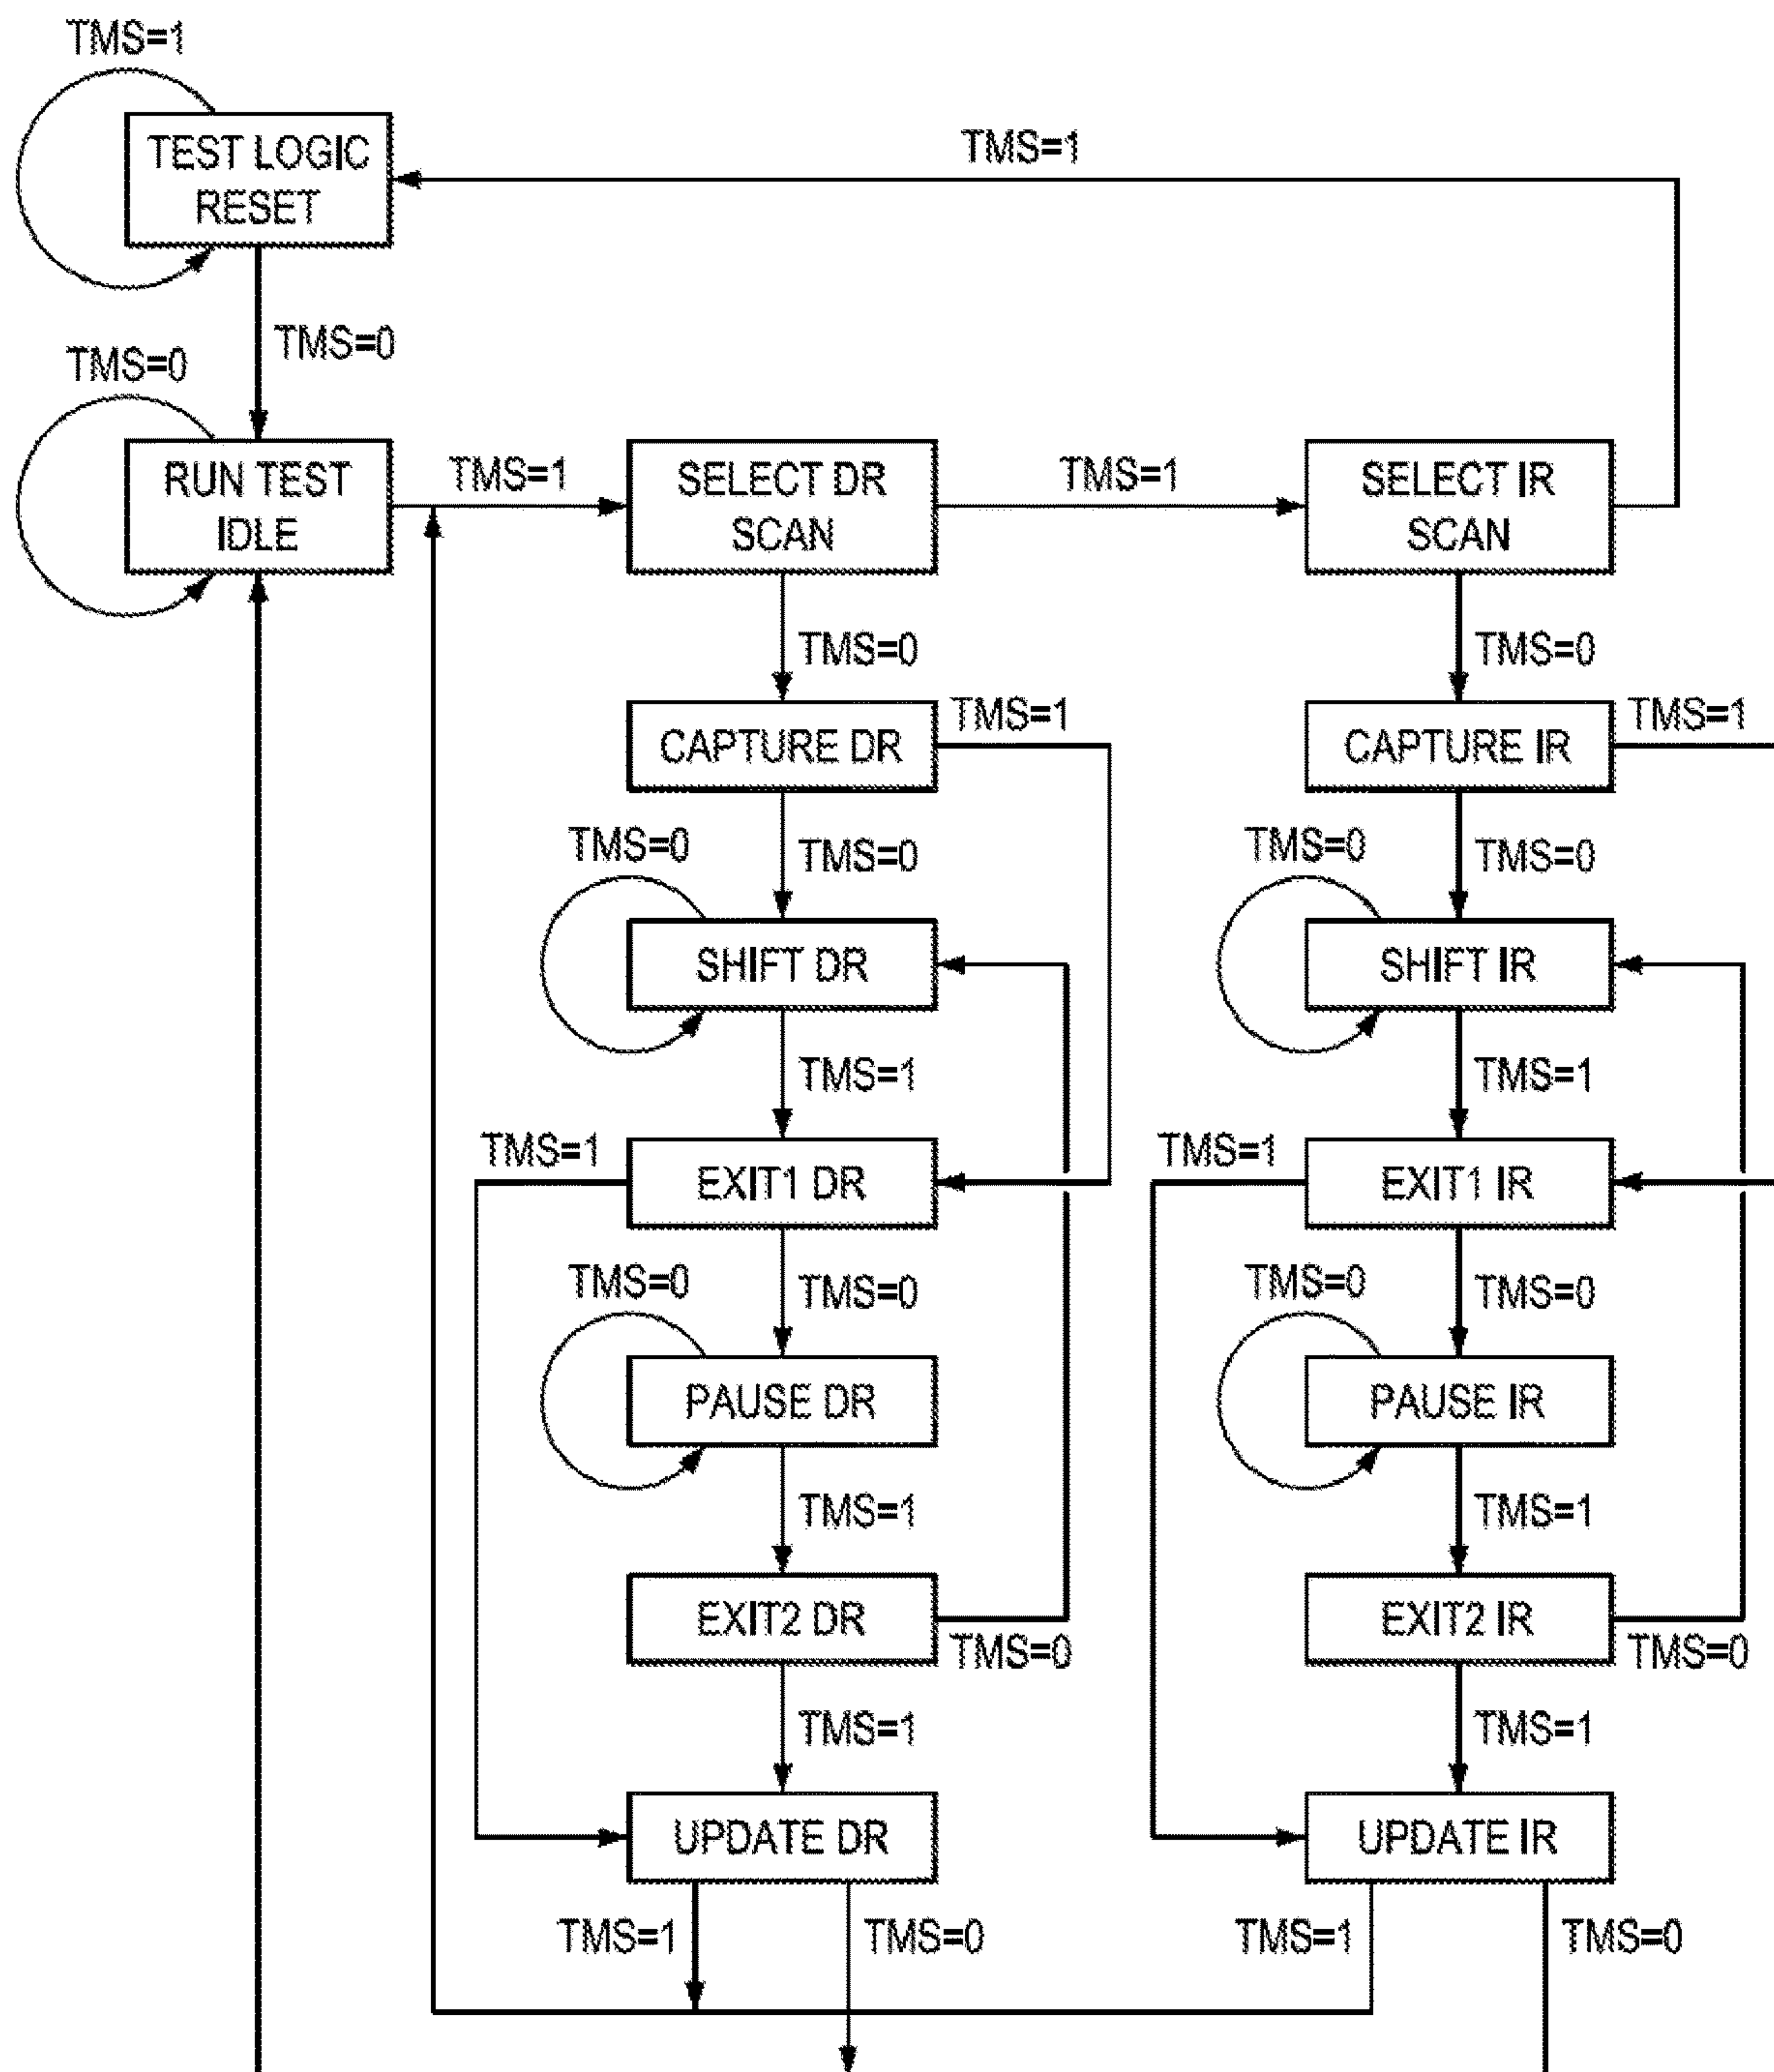 TMS=1
TEST LOGIC
RESET
TMS=1
TMS=0
TMS=0
RUN TEST
IDLE
TMS=1
SELECT DR
SCAN
TMS=1
SELECT IR
SCAN
TMS=0
TMS=0
CAPTURE DR
TMS=1
CAPTURE IR
TMS=1
TMS=0
TMS=0
TMS=0
TMS=0
SHIFT DR
SHIFT IR
TMS=1
TMS=1
TMS=1
EXIT1 DR
TMS=1
EXIT1 IR
TMS=0
TMS=0
TMS=0
TMS=0
PAUSE DR
PAUSE IR
TMS=1
TMS=1
EXIT2 DR
TMS=0
EXIT2 IR
TMS=0
TMS=1
TMS=1
UPDATE DR
UPDATE IR
TMS=1
TMS=0
TMS=1
TMS=0